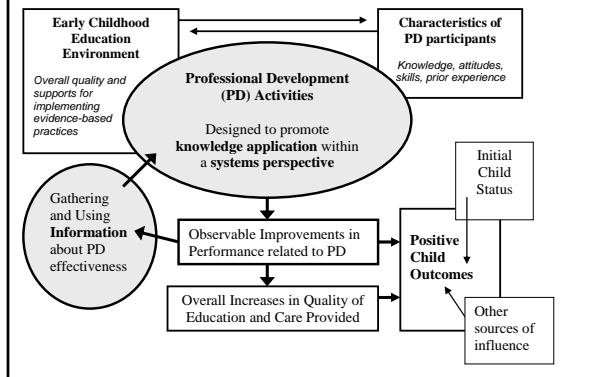 Early Childhood
Education
Environment
Overall quality and
supports for
implementing
evidence-based
practices
Characteristics of
PD participants
Knowledge, attitudes,
skills, prior experience
Professional Development
(PD) Activities
Designed to promote
knowledge application within
a systems perspective
Gathering
and Using
Information
about PD
effectiveness
Observable Improvements in
Performance related to PD
Overall Increases in Quality of
Education and Care Provided
Initial
Child
Status
Positive
Child
Outcomes
Other
sources of
influence